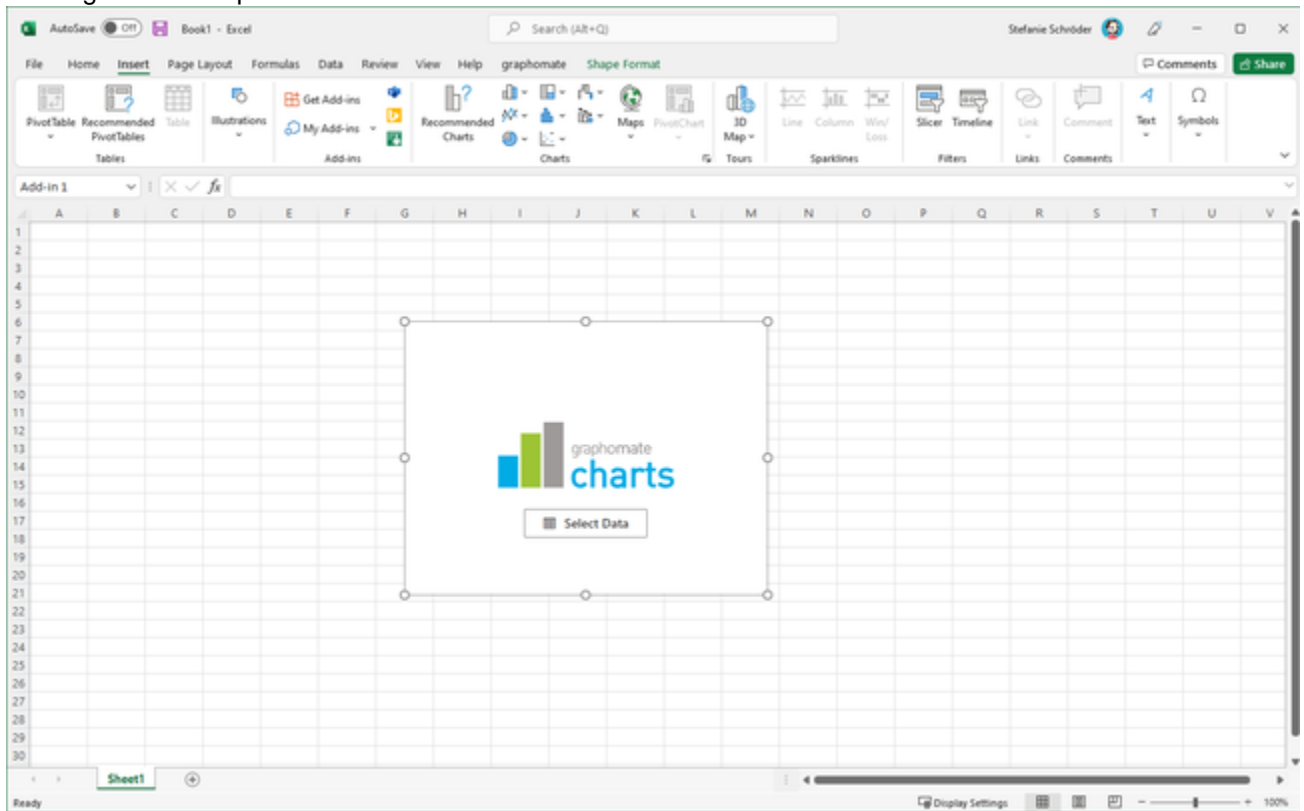 AutoSave Off Book1 - Excel Search (Alt+Q) Stefanie Schröder
File Home Insert Page Layout Formulas Data Review View Help graphomate Shape Format Comments Share
PivotTable Recommended PivotTables Table Illustrations Get Add-ins My Add-ins Recommended Charts Maps PivotChart 3D Map Line Column Win/Loss Slicer Timeline Link Comment Text Symbols
Tables Add-ins Charts Tours Sparklines Filters Links Comments
Add-in 1 fx
A B C D E F G H I J K L M N O P Q R S T U V
1
2
3
4
5
6
7
8
9
10
11
12
13
14
15
16
17
18
19
20
21
22
23
24
25
26
27
28
29
30
graphomate
charts
Select Data
Sheet1
Ready Display Settings 100%